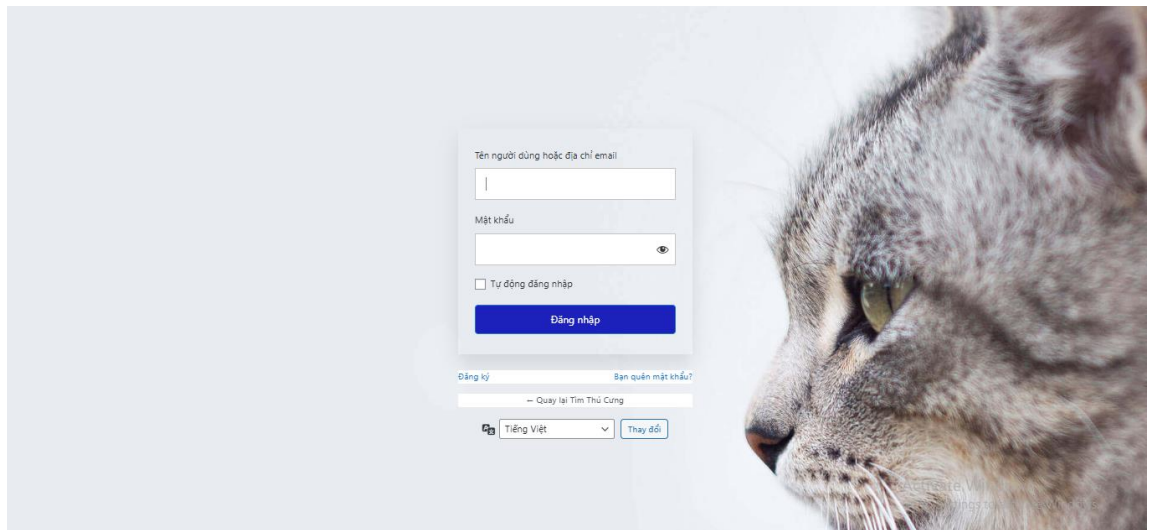 Tên người dùng hoặc địa chỉ email
Mật khẩu
Tự động đăng nhập
Đăng nhập
Đăng ký Bạn quên mật khẩu?
← Quay lại Tìm Thú Cưng
Tiếng Việt Thay đổi
Activate